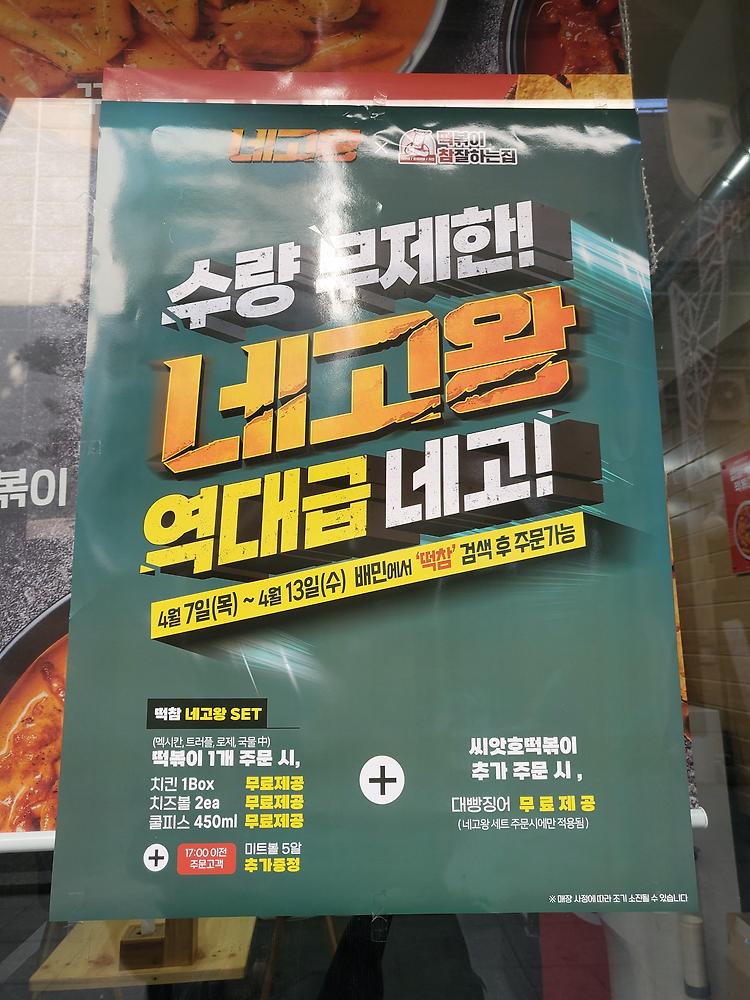 네고왕 × 떡볶이
참잘하는집
수량 무제한!
네고왕
역대급 네고!
4월 7일(목) ~ 4월 13일(수) 배민에서 '떡참' 검색 후 주문가능
떡참 네고왕 SET
(멕시칸, 트러플, 로제, 국물 中)
떡볶이 1개 주문 시,
치킨 1Box 무료제공
치즈볼 2ea 무료제공
쿨피스 450ml 무료제공
+ 17:00 이전
주문고객
미트볼 5알
추가증정
+
씨앗호떡볶이
추가 주문 시 ,
대빵징어 무료제공
( 네고왕 세트 주문시에만 적용됨 )
※ 매장 사정에 따라 조기 소진될 수 있습니다
볶이